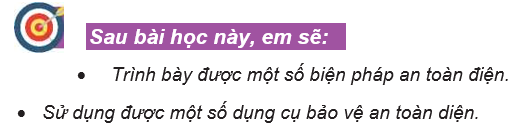 Sau bài học này, em sẽ:
• Trình bày được một số biện pháp an toàn điện.
• Sử dụng được một số dụng cụ bảo vệ an toàn diện.